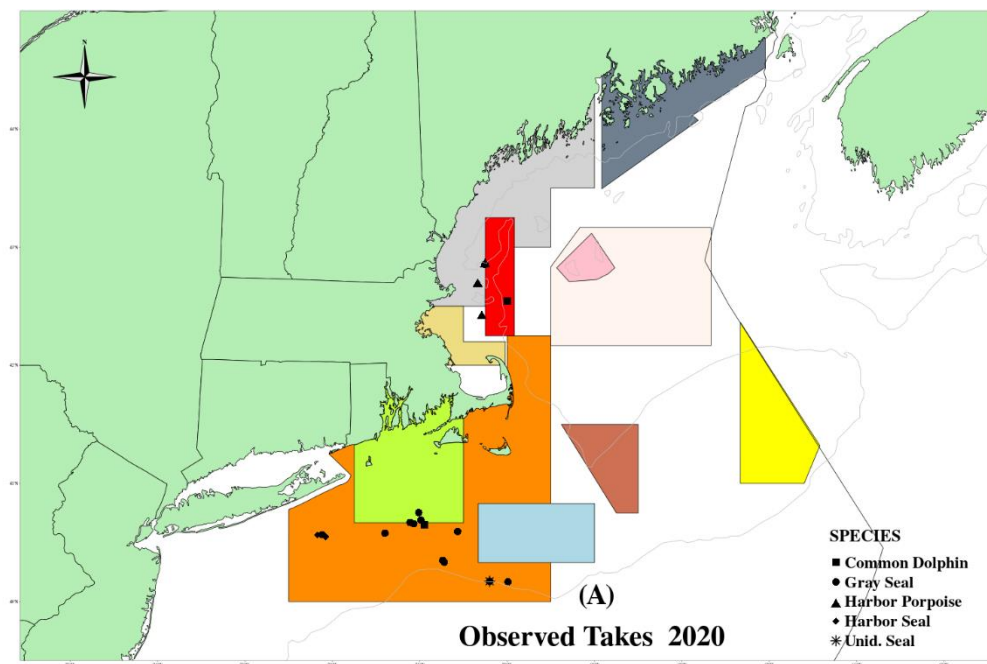 N
(A)
Observed Takes 2020
SPECIES
Common Dolphin
Gray Seal
Harbor Porpoise
Harbor Seal
Unid. Seal